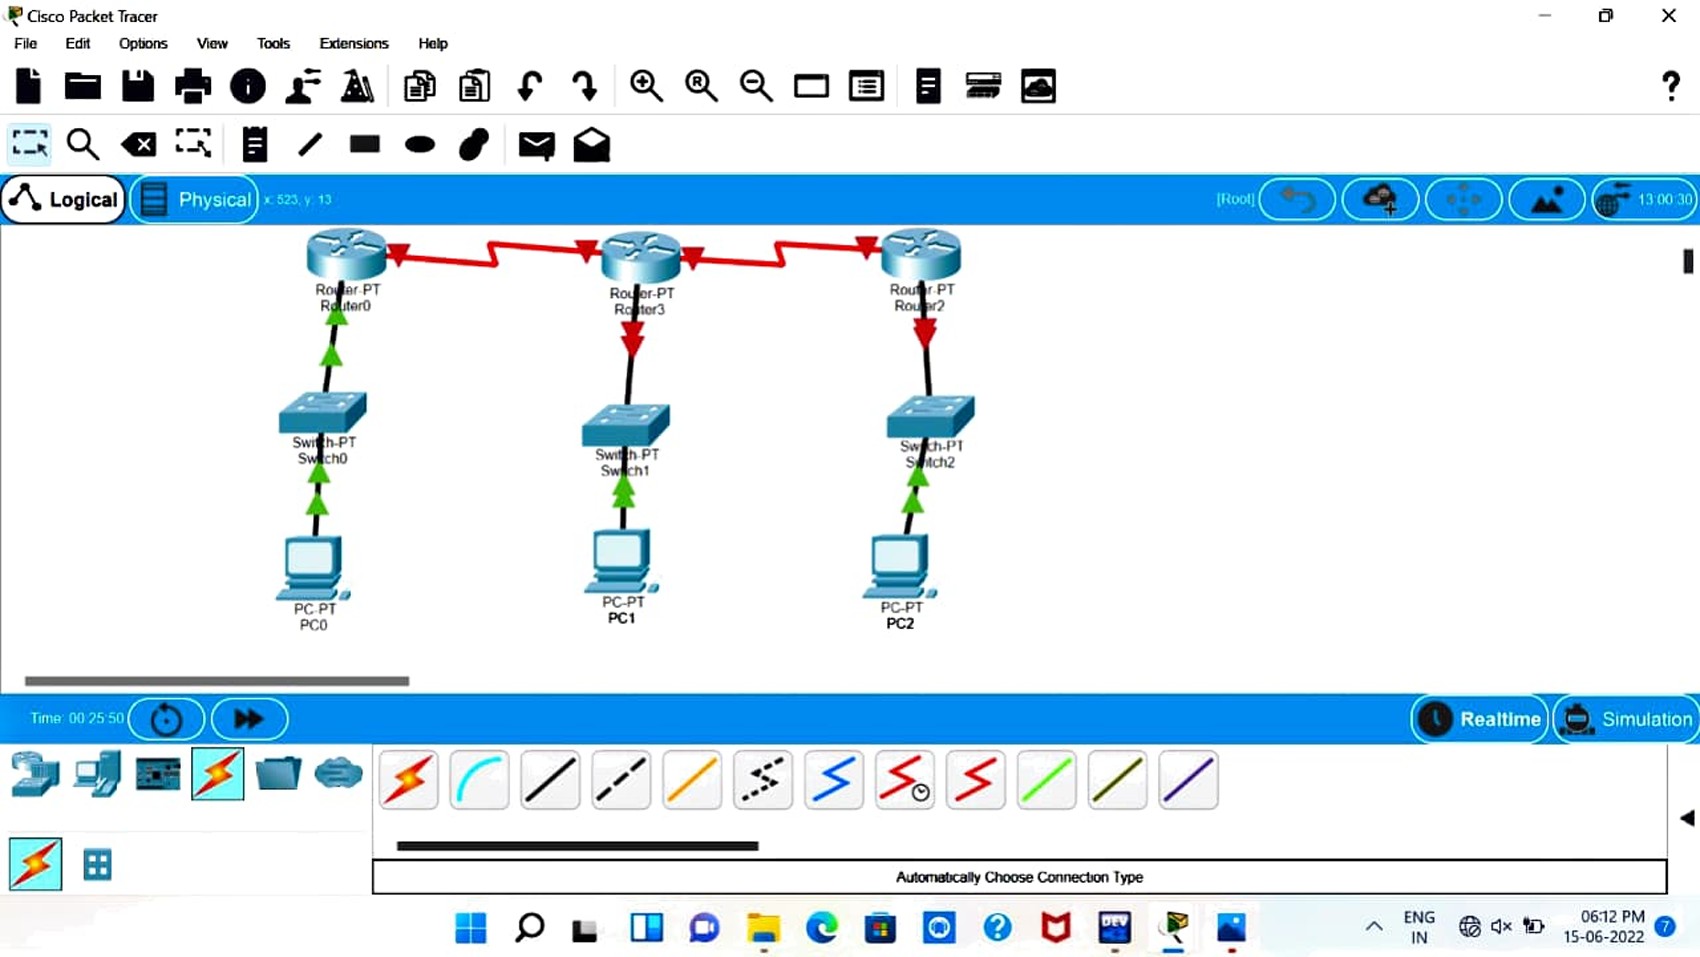 Cisco Packet Tracer
File Edit Options View Tools Extensions Help
Logical Physical x: 523, y: 13 [Root] 13:00:30
Router-PT
Router0
Router-PT
Router3
Router-PT
Router2
Switch-PT
Switch0
Switch-PT
Switch1
Switch-PT
Switch2
PC-PT
PC0
PC-PT
PC1
PC-PT
PC2
Time: 00:25:50 Realtime Simulation
Automatically Choose Connection Type
ENG
IN
06:12 PM
15-06-2022
7
DEV